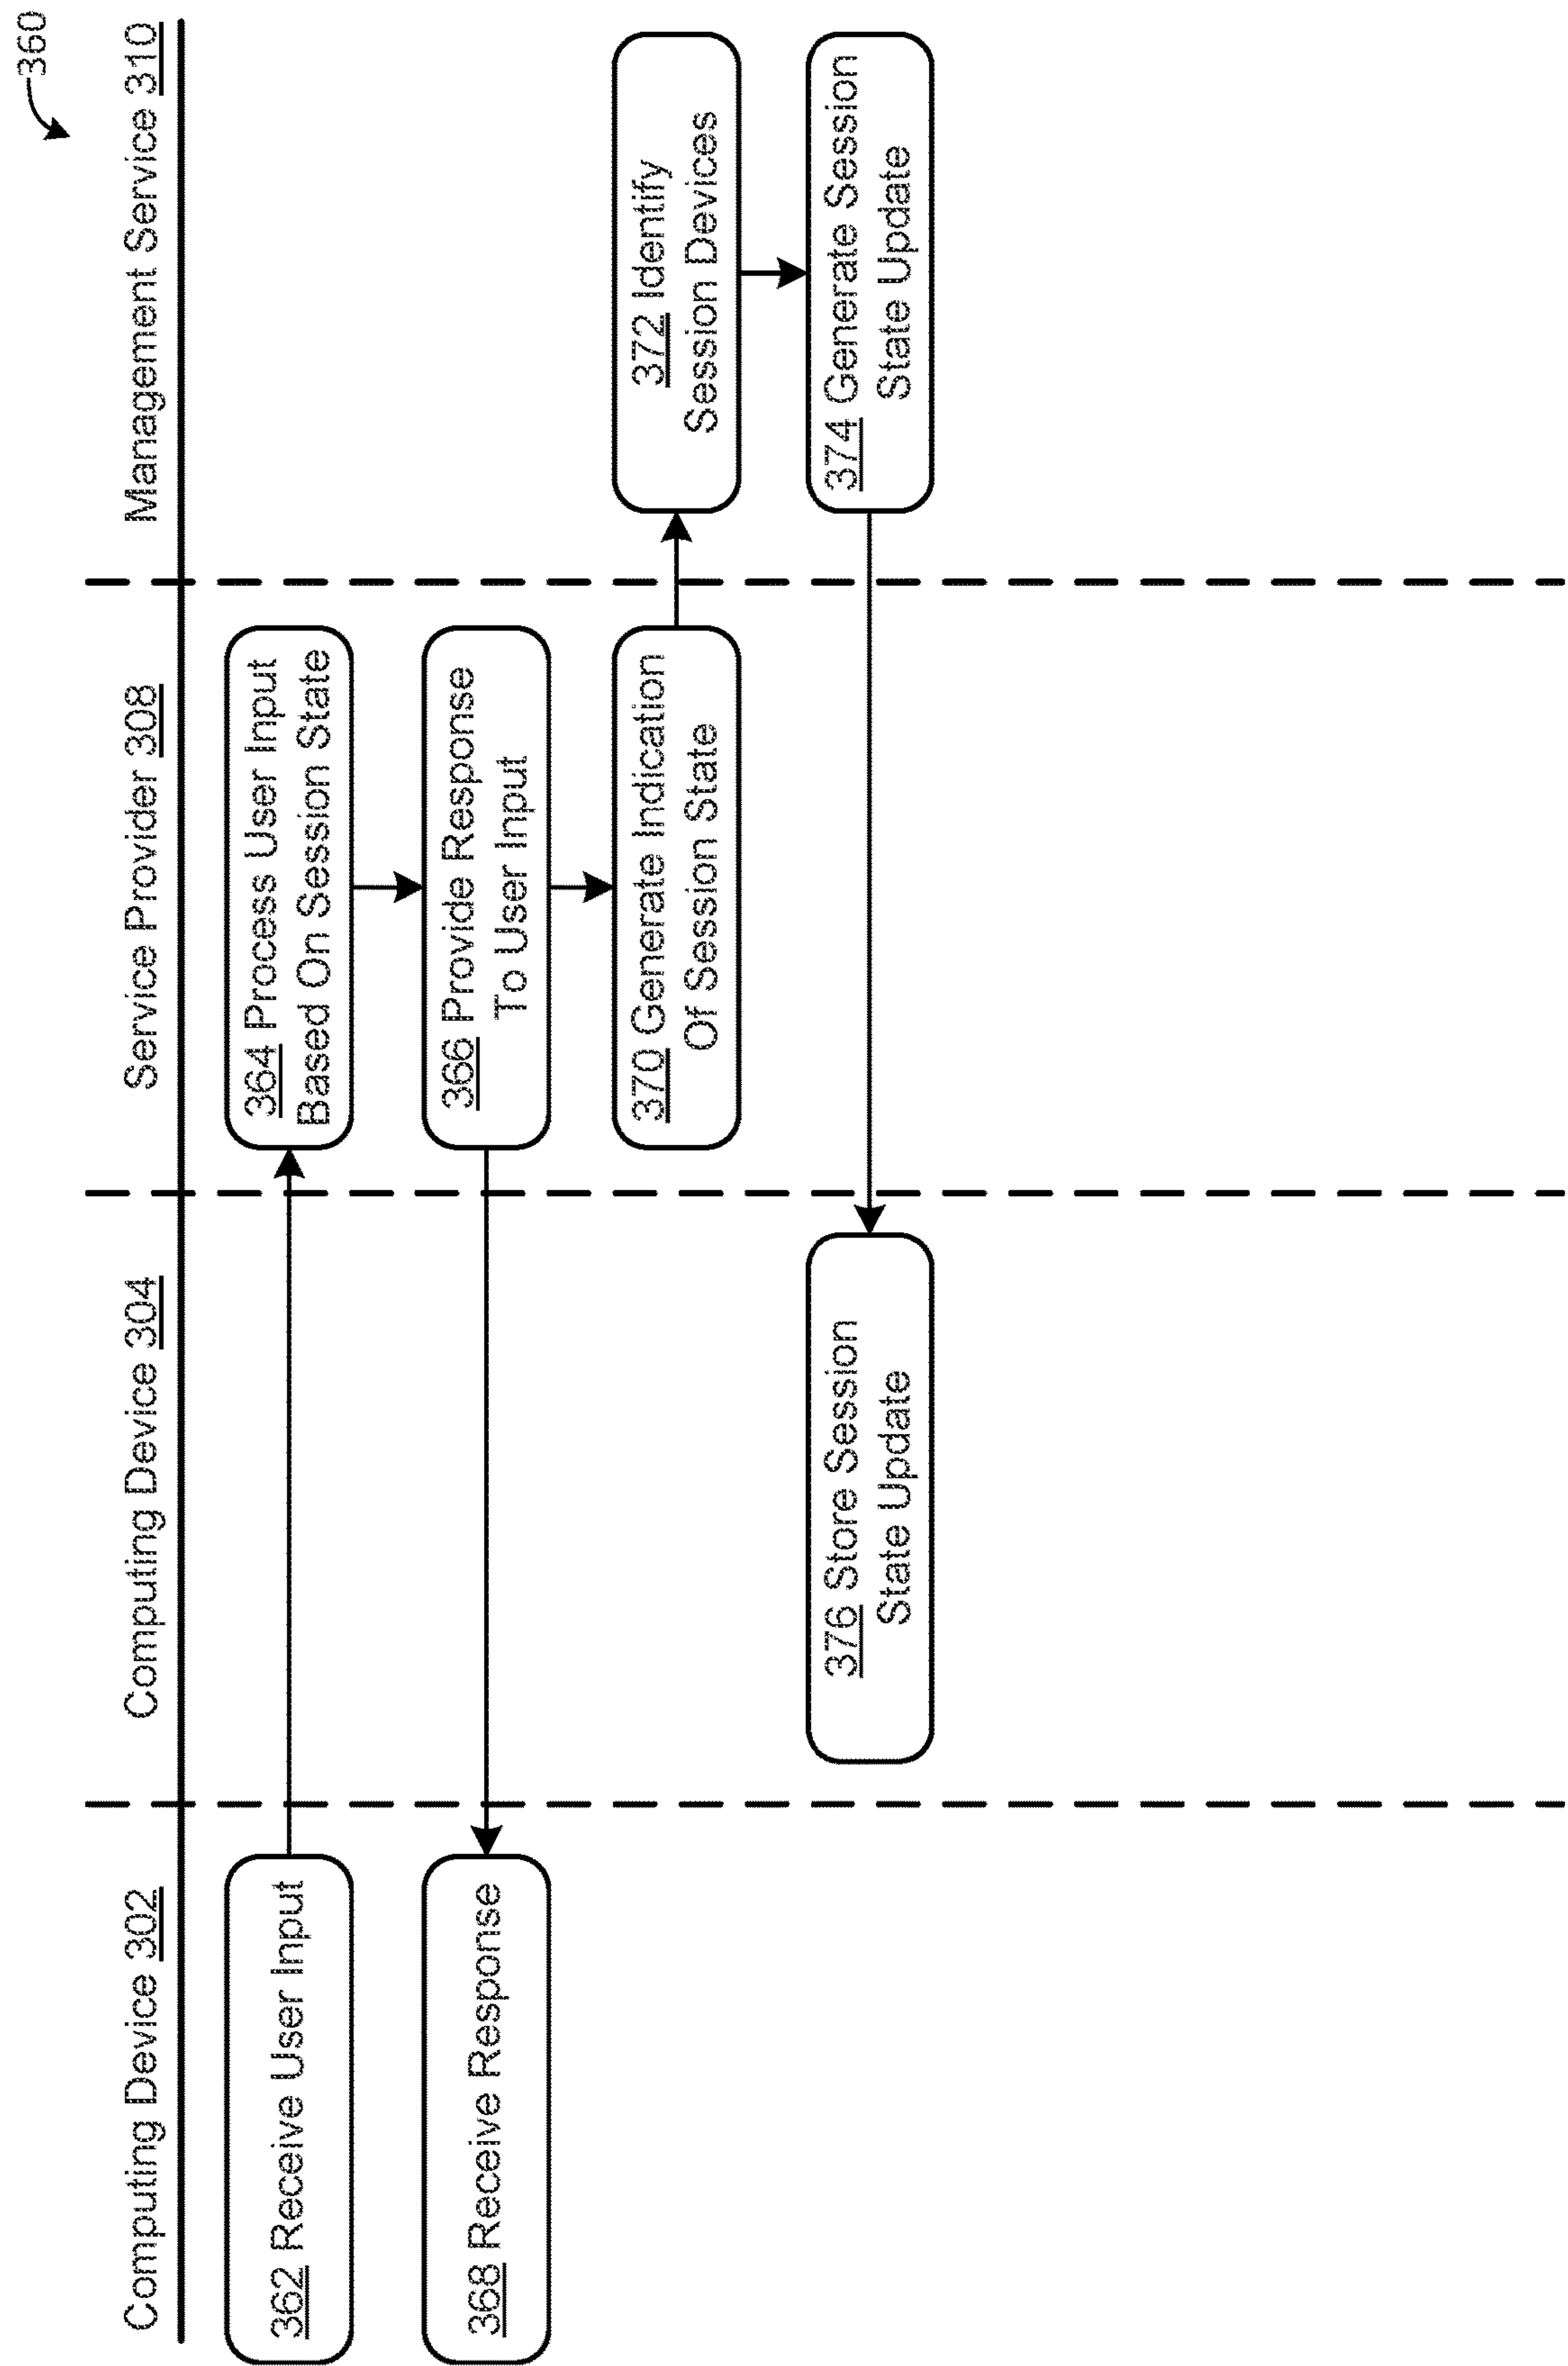 360
Computing Device 302
Computing Device 304
Service Provider 308
Management Service 310
362 Receive User Input
364 Process User Input
Based On Session State
368 Receive Response
366 Provide Response
To User Input
370 Generate Indication
Of Session State
372 Identify
Session Devices
376 Store Session
State Update
374 Generate Session
State Update